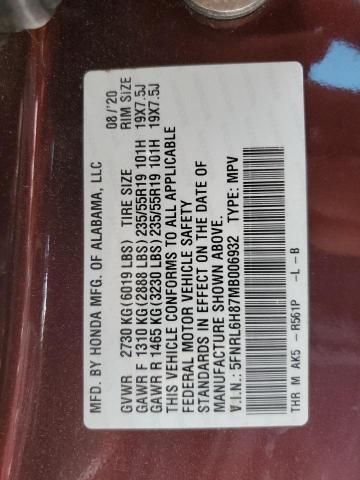 MFD. BY HONDA MFG. OF ALABAMA, LLC 08/'20
GVWR 2730 KG(6019 LBS) TIRE SIZE RIM SIZE
GAWR F 1310 KG (2888 LBS) 235/55R19 101H 19X7.5J
GAWR R 1465 KG (3230 LBS) 235/55R19 101H 19X7.5J
THIS VEHICLE CONFORMS TO ALL APPLICABLE
FEDERAL MOTOR VEHICLE SAFETY
STANDARDS IN EFFECT ON THE DATE OF
MANUFACTURE SHOWN ABOVE.
V.I.N.: 5FNRL6H87MB006932 TYPE: MPV
THR M AK5 - R561P -L-B